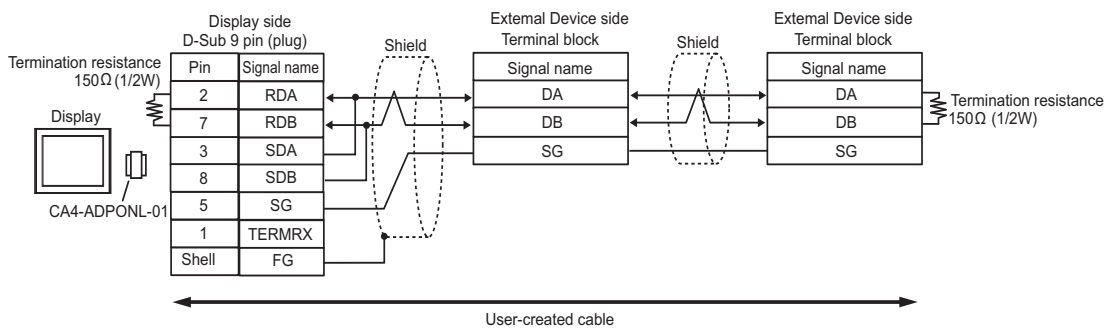 Display side
D-Sub 9 pin (plug)
Shield
External Device side
Terminal block
Shield
External Device side
Terminal block
Termination resistance
150Ω (1/2W)
Pin Signal name
2 RDA
7 RDB
3 SDA
8 SDB
5 SG
1 TERMRX
Shell FG
Signal name
DA
DB
SG
Signal name
DA
DB
SG
Termination resistance
150Ω (1/2W)
Display
CA4-ADPONL-01
User-created cable